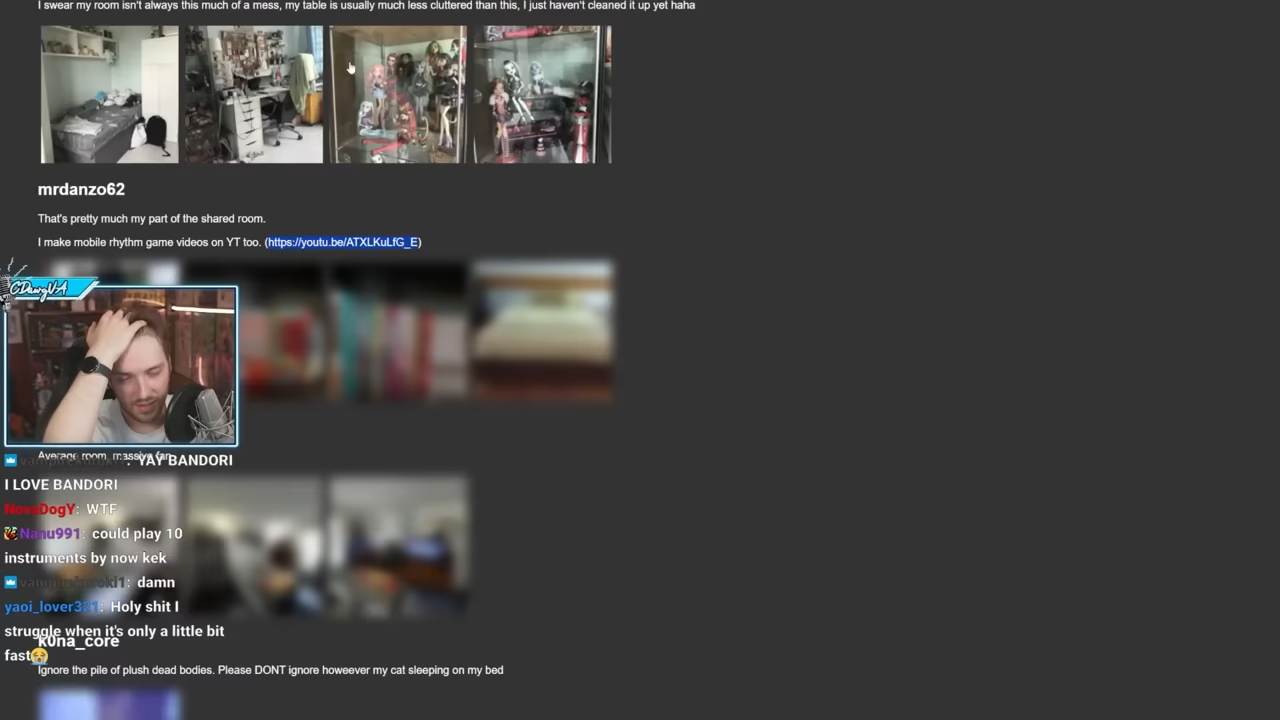 I swear my room isn't always this much of a mess, my table is usually much less cluttered than this, I just haven't cleaned it up yet haha
mrdanzo62
That's pretty much my part of the shared room.
I make mobile rhythm game videos on YT too. (https://youtu.be/ATXLKuLfG_E)
CDawgVA
Average room, massive fan
: YAY BANDORI
I LOVE BANDORI
NovaDogY: WTF
Nanu991: could play 10
instruments by now kek
: damn
yaoi_lover321: Holy shit I
struggle when it's only a little bit
fast
k0na_core
Ignore the pile of plush dead bodies. Please DONT ignore howeever my cat sleeping on my bed